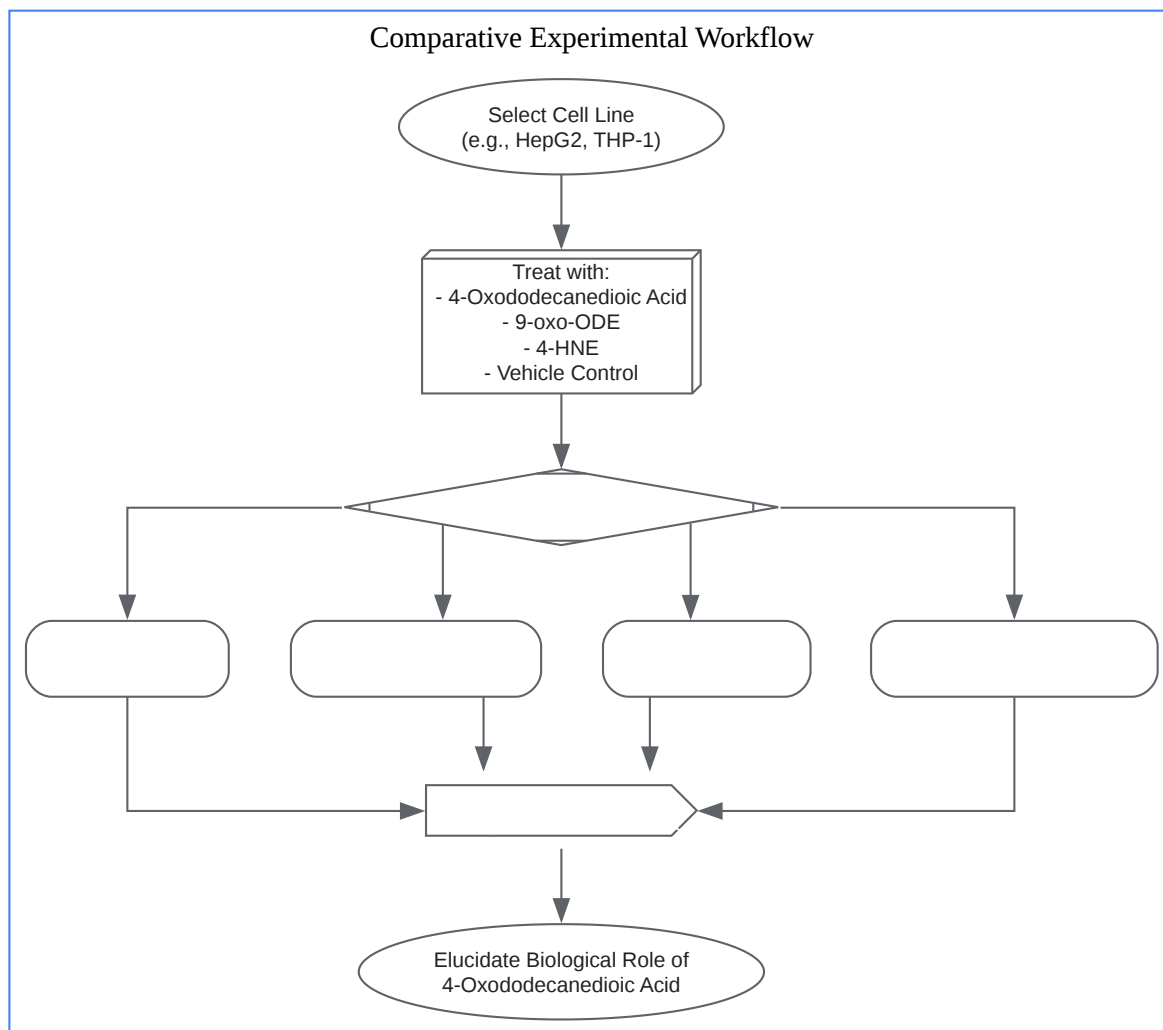 Comparative Experimental Workflow
Select Cell Line
(e.g., HepG2, THP-1)
Treat with:
- 4-Oxododecanedioic Acid
- 9-oxo-ODE
- 4-HNE
- Vehicle Control
Elucidate Biological Role of
4-Oxododecanedioic Acid